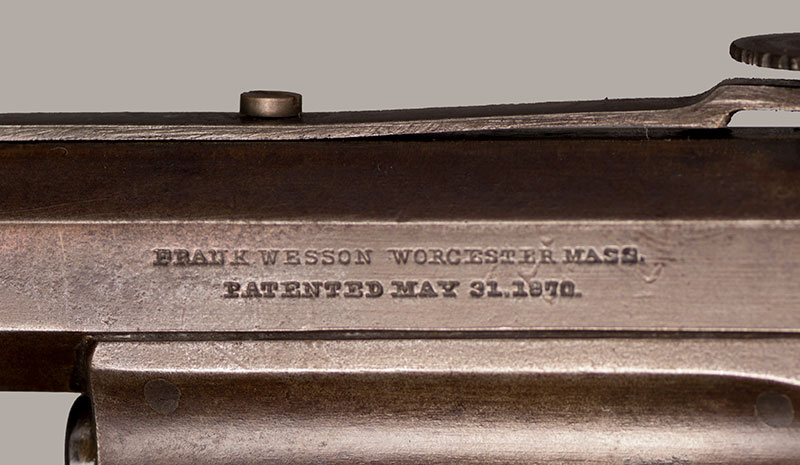 FRANK WESSON WORCESTER MASS.
PATENTED MAY 31.1870.